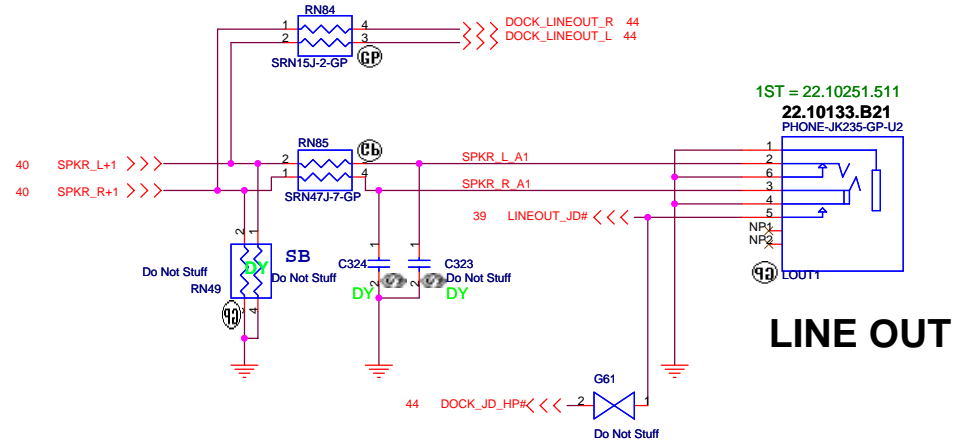 RN84
1 4 DOCK_LINEOUT_R 44
2 3 DOCK_LINEOUT_L 44
SRN15J-2-GP
GP
1ST = 22.10251.511
22.10133.B21
PHONE-JK235-GP-U2
RN85
40 SPKR_L+1 2 3 SPKR_L_A1
40 SPKR_R+1 1 4 SPKR_R_A1
SRN47J-7-GP
39 LINEOUT_JD#
1
2
6
3
4
5
NP1
NP2
GP
LOUT1
2 1
SB
Do Not Stuff
DY
Do Not Stuff
RN49
GP
4
1 1
C324 C323
Do Not Stuff
2 2
DY DY
LINE OUT
G61
44 DOCK_JD_HP# 2 1
Do Not Stuff